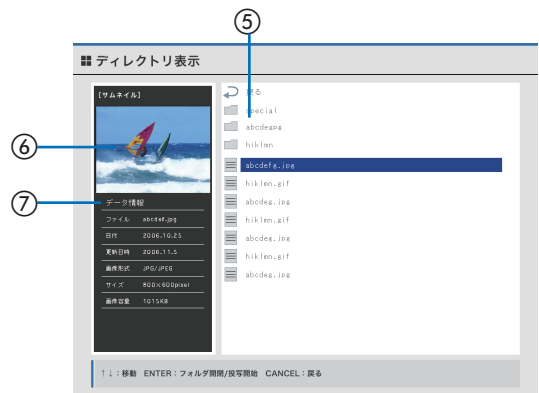 ⑤
ディレクトリ表示
[サムネイル]
戻る
special
⑥
abcdegpg
hiklmn
abcdefg.jpg
hiklmn.gif
⑦
データ情報
abcdeg.jpg
ファイル abcdef.jpg
hiklmn.gif
日付 2006.10.25
abcdeg.jpg
更新日時 2006.11.5
hiklmn.gif
画像形式 JPG/JPEG
abcdeg.jpg
サイズ 800×600pixel
画像容量 1015KB
↑↓:移動 ENTER:フォルダ開閉/投写開始 CANCEL:戻る